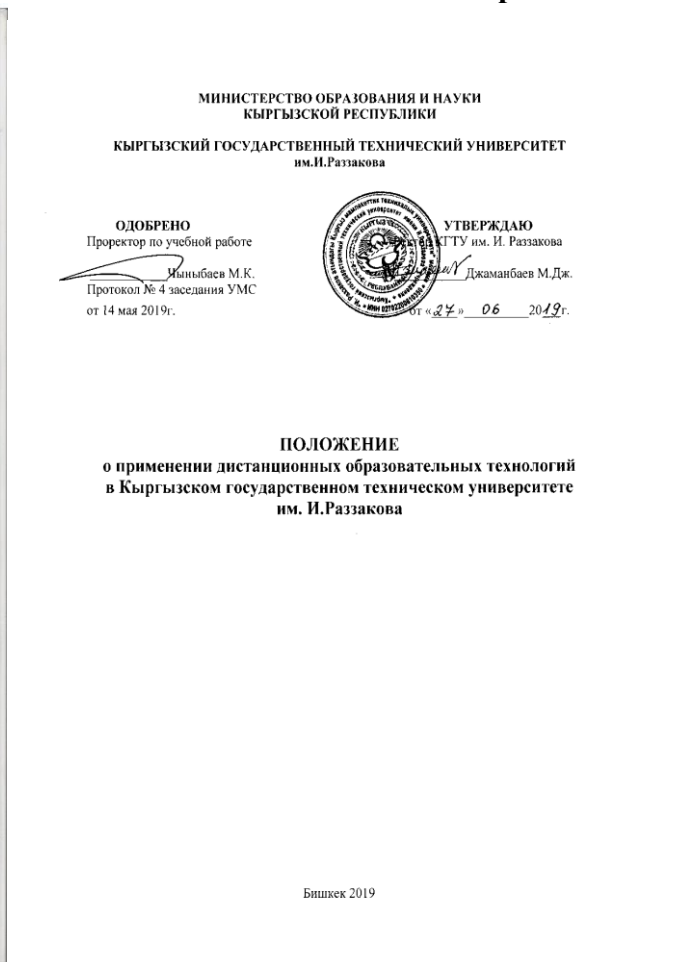 МИНИСТЕРСТВО ОБРАЗОВАНИЯ И НАУКИ
КЫРГЫЗСКОЙ РЕСПУБЛИКИ
КЫРГЫЗСКИЙ ГОСУДАРСТВЕННЫЙ ТЕХНИЧЕСКИЙ УНИВЕРСИТЕТ
им.И.Раззакова
ОДОБРЕНО
Проректор по учебной работе
Чыныбаев М.К.
Протокол № 4 заседания УМС
от 14 мая 2019г.
УТВЕРЖДАЮ
КГТУ им. И. Раззакова
Джаманбаев М.Дж.
от «27» 06 2019г.
ПОЛОЖЕНИЕ
о применении дистанционных образовательных технологий
в Кыргызском государственном техническом университете
им. И.Раззакова
Бишкек 2019